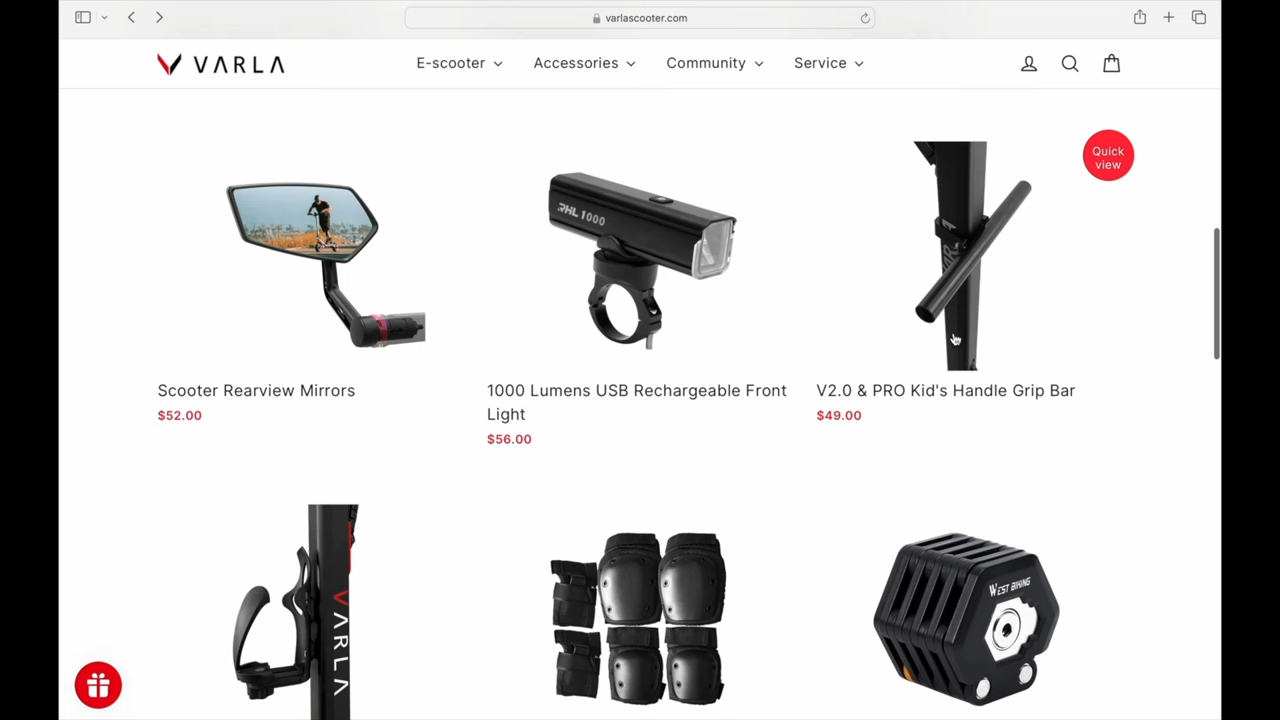 varlascooter.com
VARLA
E-scooter
Accessories
Community
Service
Quick
view
RHL 1000
Scooter Rearview Mirrors
$52.00
1000 Lumens USB Rechargeable Front
Light
$56.00
V2.0 & PRO Kid's Handle Grip Bar
$49.00
VARLA
WEST BIKING